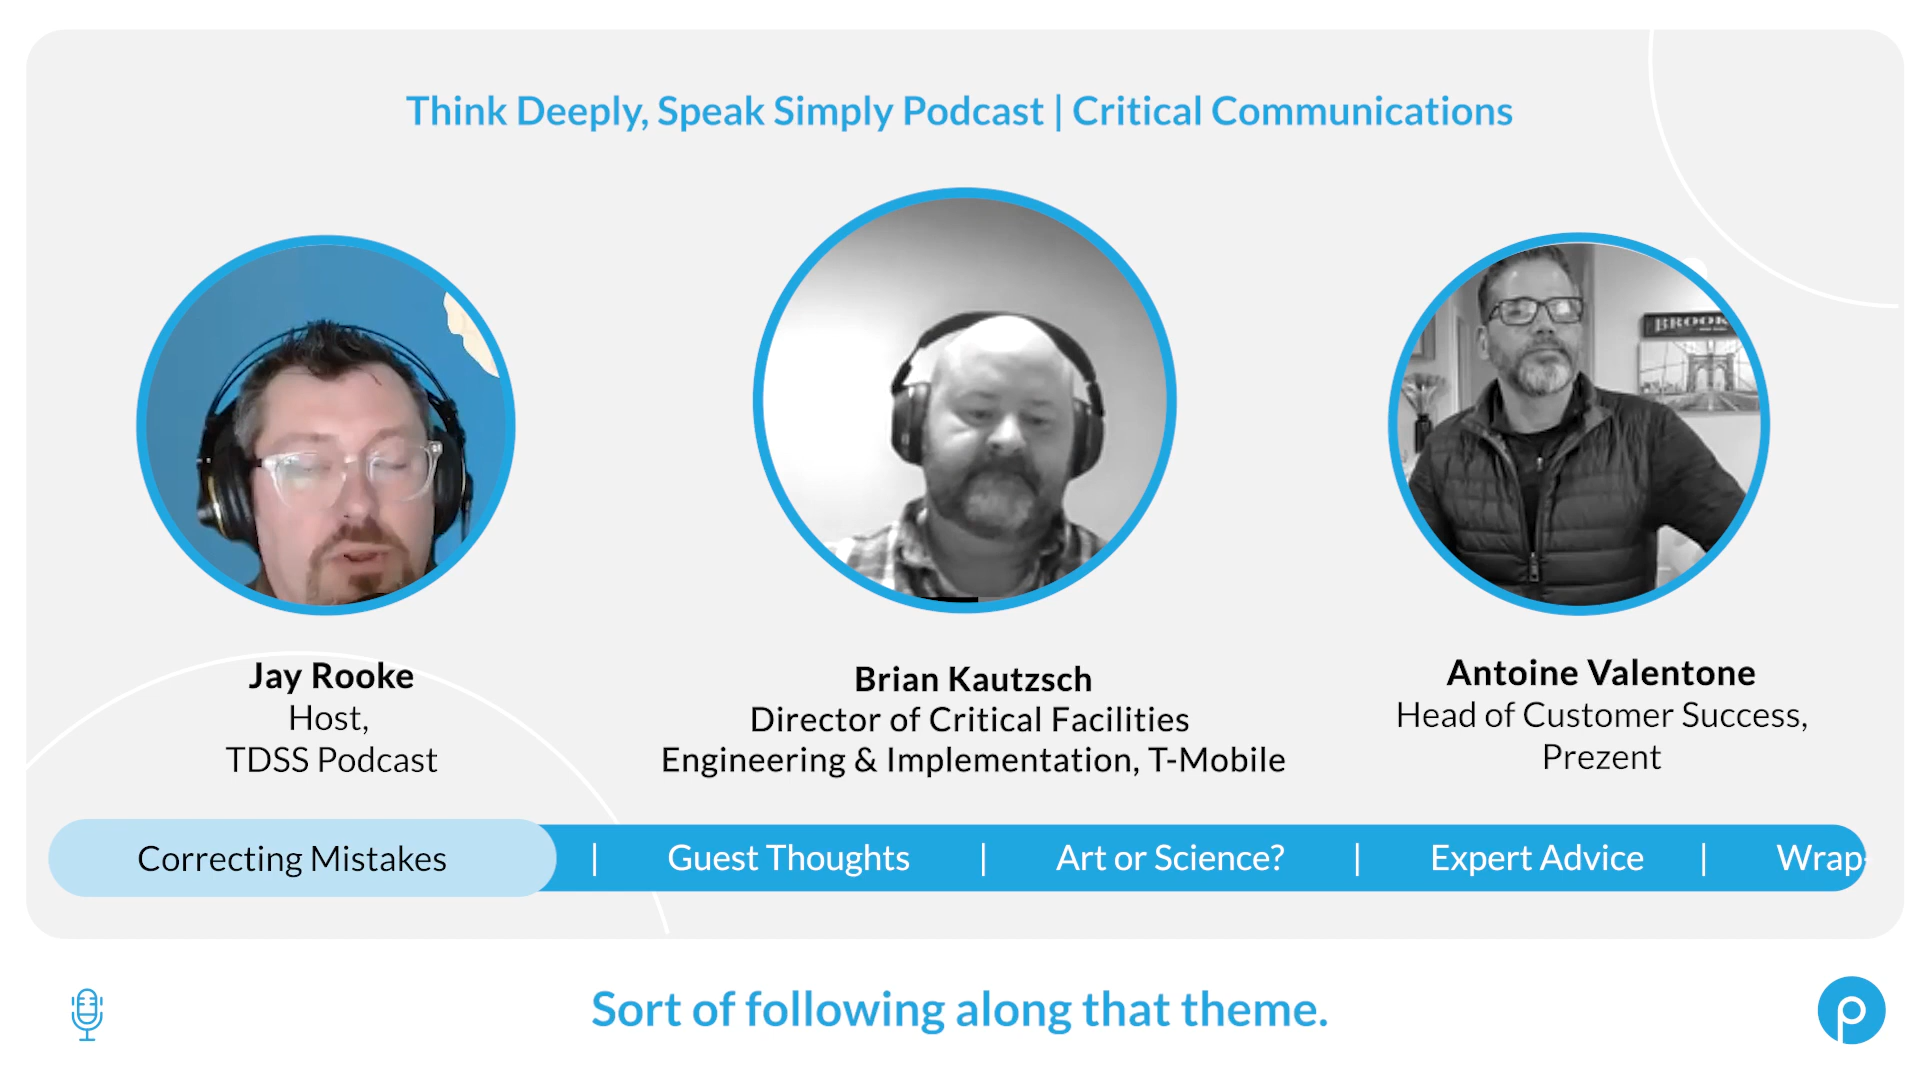 Think Deeply, Speak Simply Podcast | Critical Communications
BROOK
Jay Rooke
Host,
TDSS Podcast
Brian Kautzsch
Director of Critical Facilities
Engineering & Implementation, T-Mobile
Antoine Valentone
Head of Customer Success,
Prezent
Correcting Mistakes | Guest Thoughts | Art or Science? | Expert Advice | Wrap-
Sort of following along that theme.